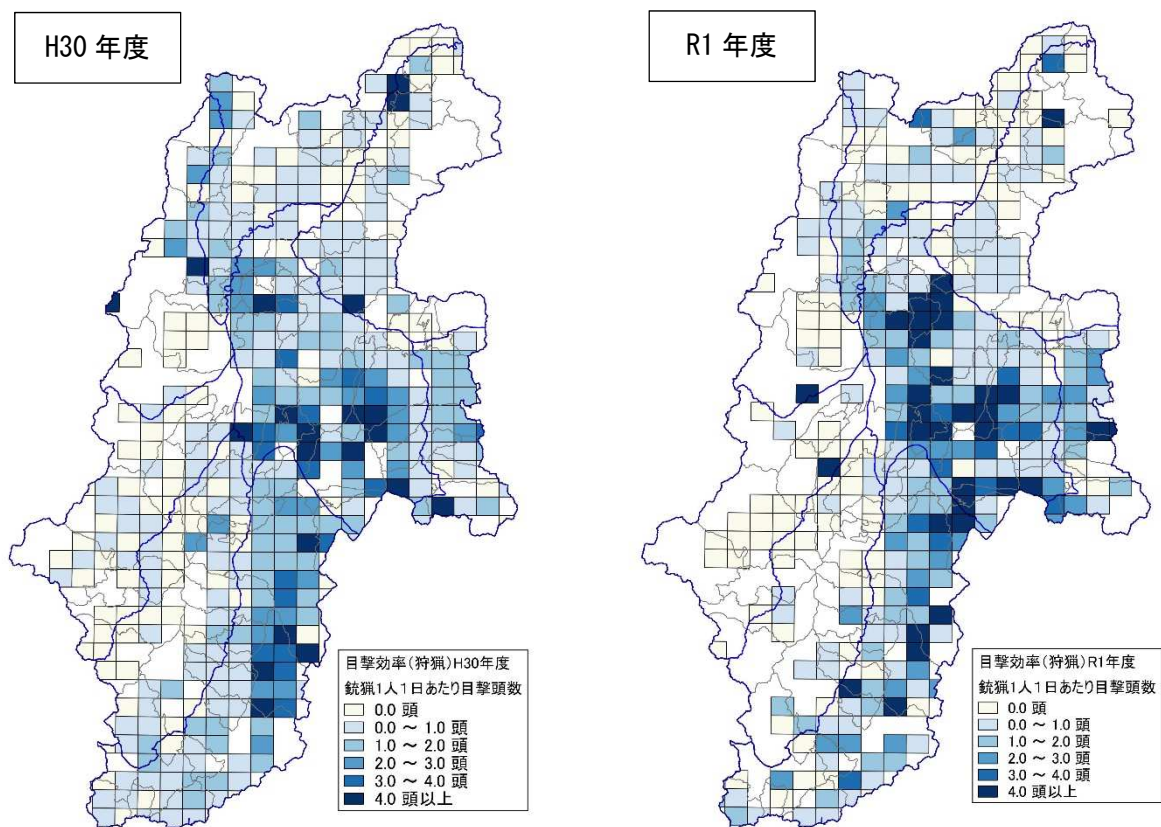 H30 年度
R1 年度
目撃効率(狩猟)H30年度
銃猟1人1日あたり目撃頭数
0.0 頭
0.0 ~ 1.0 頭
1.0 ~ 2.0 頭
2.0 ~ 3.0 頭
3.0 ~ 4.0 頭
4.0 頭以上
目撃効率(狩猟)R1年度
銃猟1人1日あたり目撃頭数
0.0 頭
0.0 ~ 1.0 頭
1.0 ~ 2.0 頭
2.0 ~ 3.0 頭
3.0 ~ 4.0 頭
4.0 頭以上